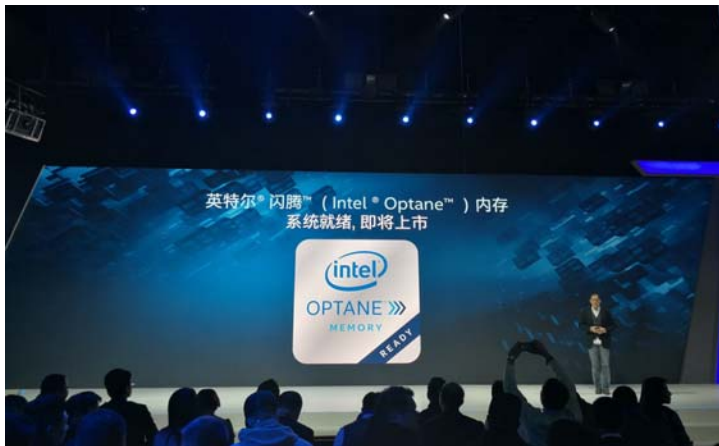 英特尔® 闪腾™ （ Intel ® Optane™ ）内存
系统就绪, 即将上市
intel
OPTANE
MEMORY
READY